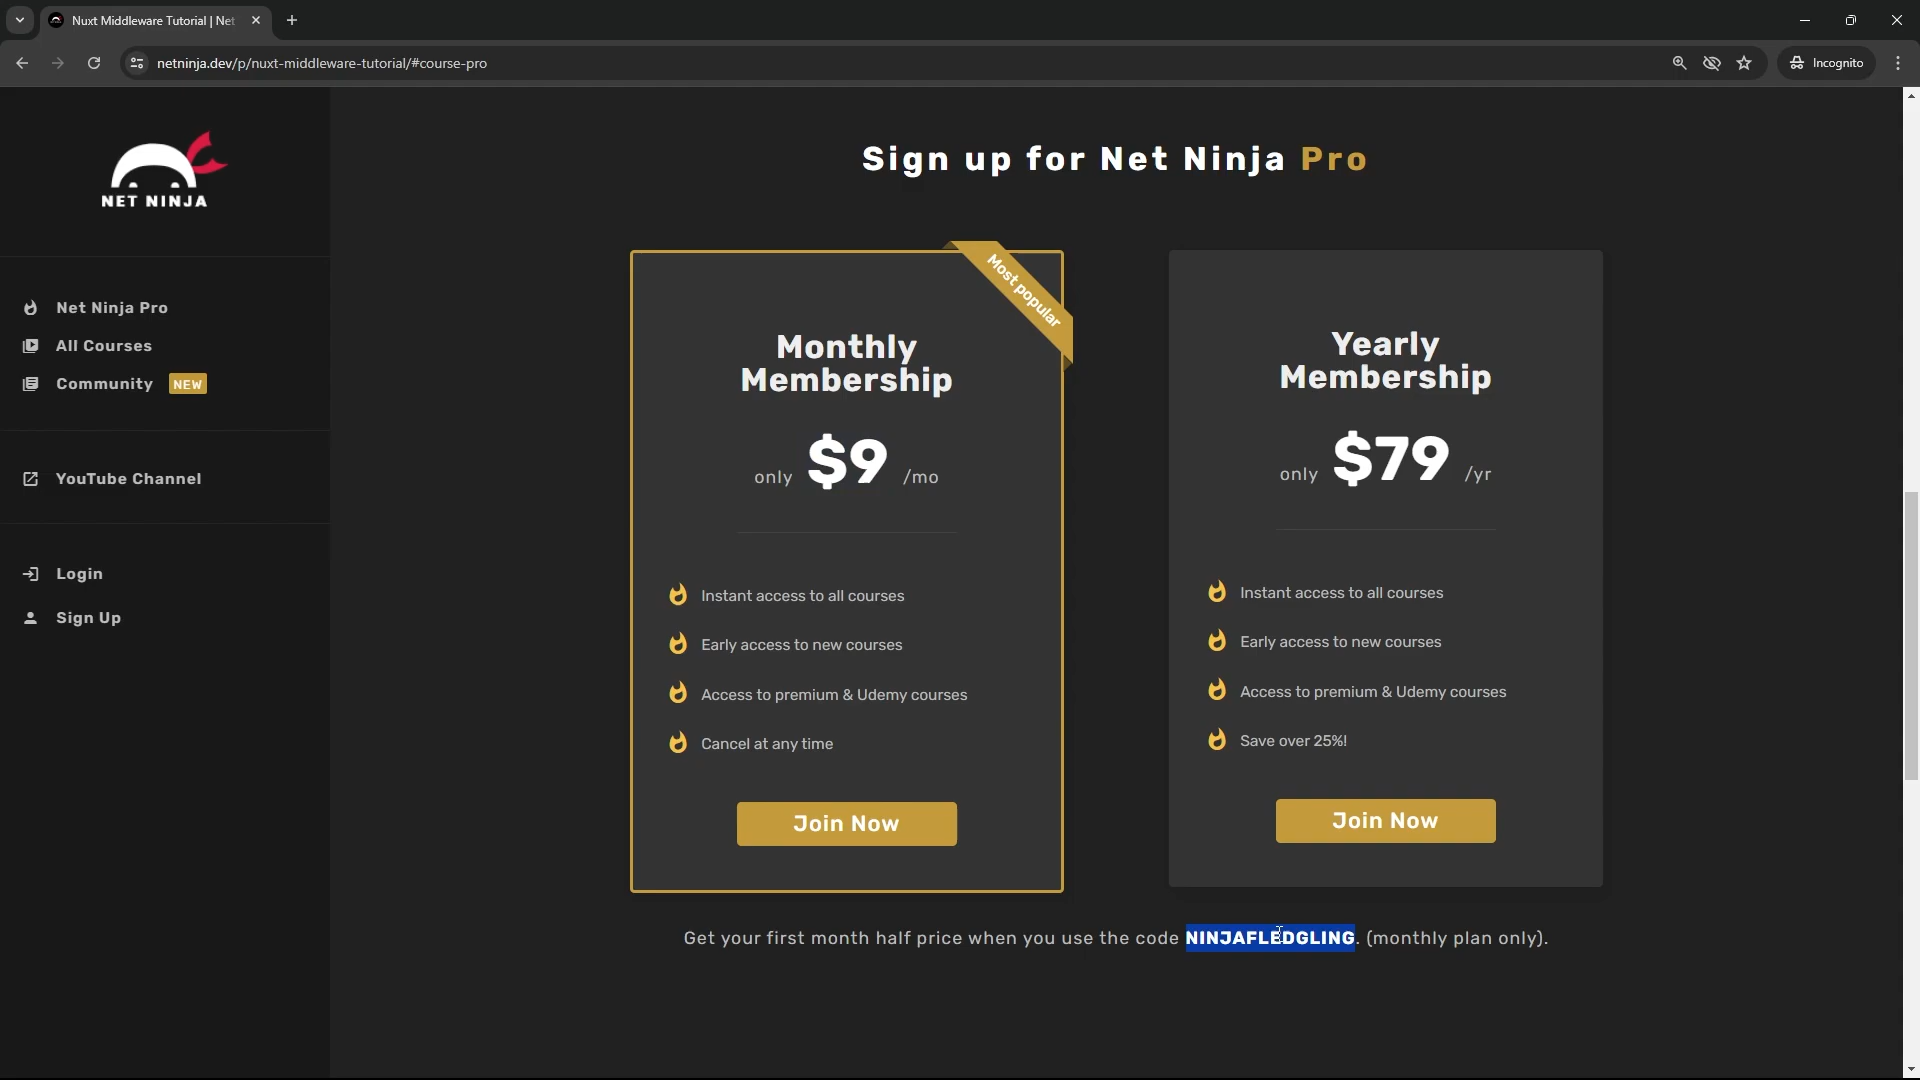 Nuxt Middleware Tutorial | Net
netninja.dev/p/nuxt-middleware-tutorial/#course-pro
Incognito
NET NINJA
Net Ninja Pro
All Courses
Community NEW
YouTube Channel
Login
Sign Up
Sign up for Net Ninja Pro
Most popular
Monthly
Membership
only $9 /mo
Instant access to all courses
Early access to new courses
Access to premium & Udemy courses
Cancel at any time
Join Now
Yearly
Membership
only $79 /yr
Instant access to all courses
Early access to new courses
Access to premium & Udemy courses
Save over 25%!
Join Now
Get your first month half price when you use the code NINJAFLEDGLING. (monthly plan only).